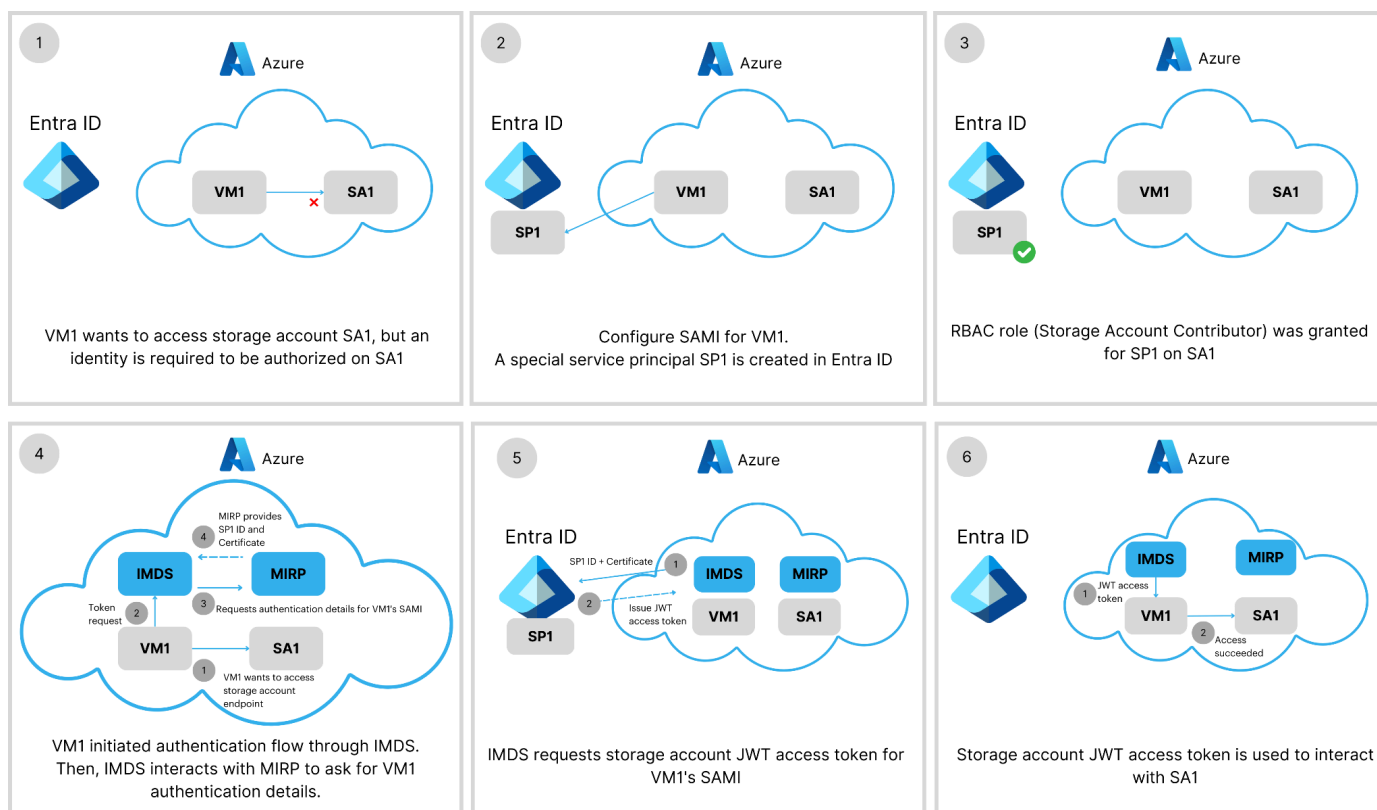 1
Azure
Entra ID
VM1
SA1
VM1 wants to access storage account SA1, but an
identity is required to be authorized on SA1
2
Azure
Entra ID
VM1
SA1
SP1
Configure SAMI for VM1.
A special service principal SP1 is created in Entra ID
3
Azure
Entra ID
VM1
SA1
SP1
RBAC role (Storage Account Contributor) was granted
for SP1 on SA1
4
Azure
MIRP provides
SP1 ID and
Certificate
4
IMDS
MIRP
Token
request
2
3
Requests authentication details for VM1's SAMI
VM1
SA1
1
VM1 wants to access
storage account
endpoint
VM1 initiated authentication flow through IMDS.
Then, IMDS interacts with MIRP to ask for VM1
authentication details.
5
Azure
Entra ID
SP1 ID + Certificate
1
IMDS
MIRP
2
Issue JWT
access token
VM1
SA1
SP1
IMDS requests storage account JWT access token for
VM1's SAMI
6
Azure
Entra ID
IMDS
MIRP
1
JWT access
token
VM1
SA1
2
Access
succeeded
Storage account JWT access token is used to interact
with SA1